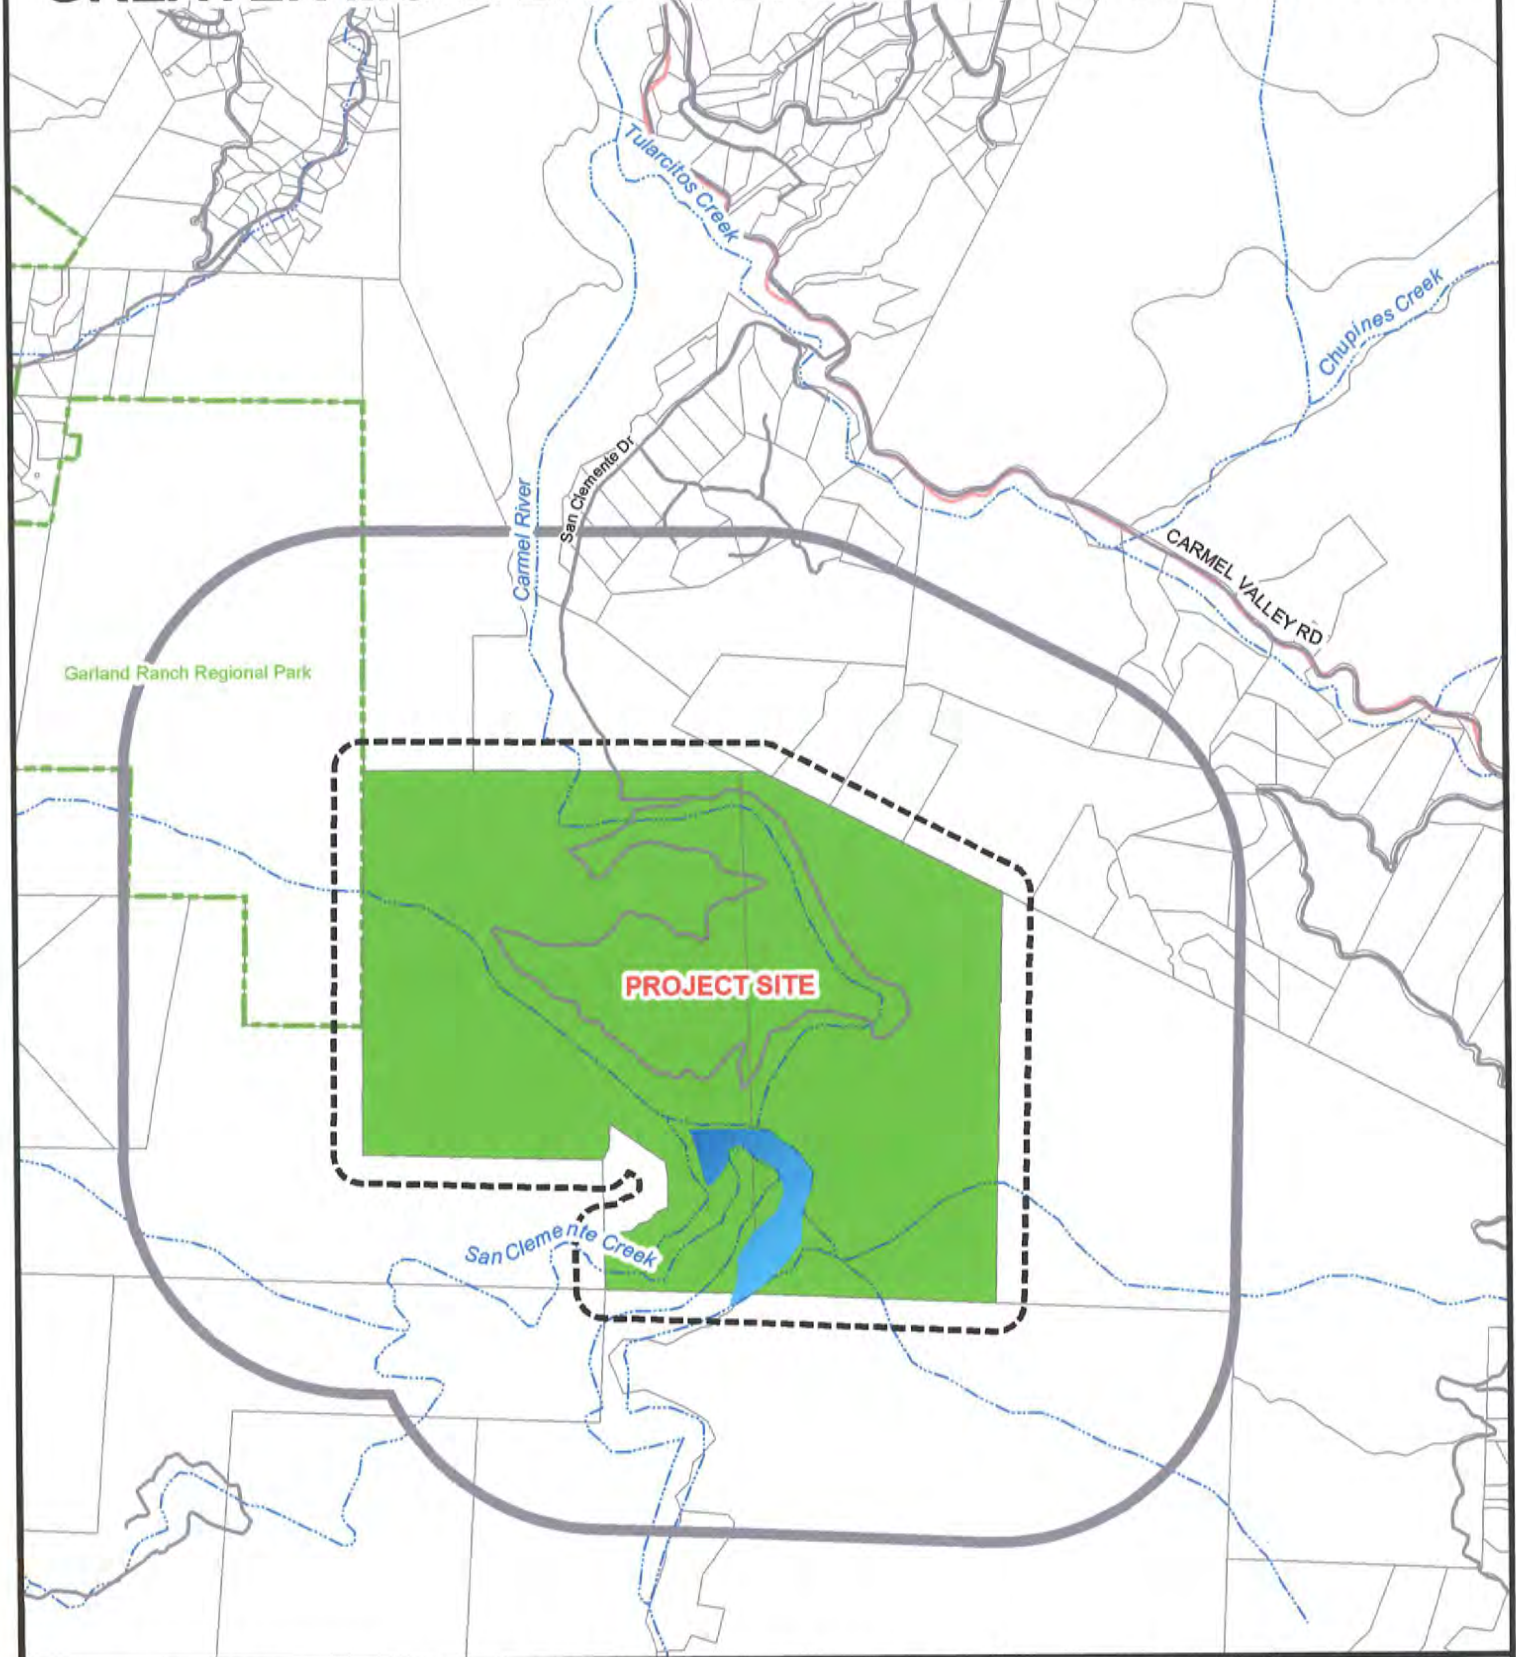 Tularcitos Creek
Chupines Creek
San Clemente Dr
Carmel River
CARMEL VALLEY RD
Garland Ranch Regional Park
PROJECT SITE
San Clemente Creek